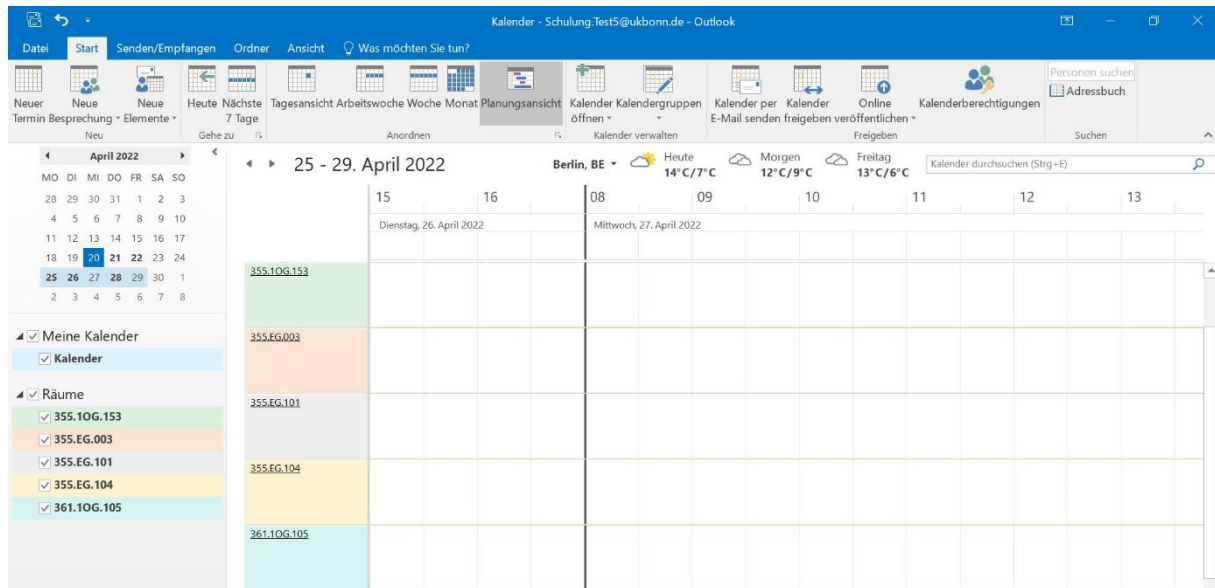 Kalender - Schulung.Test5@ukbonn.de - Outlook
Datei Start Senden/Empfangen Ordner Ansicht Was möchten Sie tun?
Neuer Termin
Neue Besprechung
Neue Elemente
Neu
Heute
Nächste 7 Tage
Gehe zu
Tagesansicht
Arbeitswoche
Woche
Monat
Planungsansicht
Anordnen
Kalender öffnen
Kalendergruppen
Kalender verwalten
Kalender per E-Mail senden
Kalender freigeben
Online veröffentlichen
Kalenderberechtigungen
Freigeben
Personen suchen
Adressbuch
Suchen
April 2022
MO DI MI DO FR SA SO
28 29 30 31 1 2 3
4 5 6 7 8 9 10
11 12 13 14 15 16 17
18 19 20 21 22 23 24
25 26 27 28 29 30 1
2 3 4 5 6 7 8
Meine Kalender
Kalender
Räume
355.1OG.153
355.EG.003
355.EG.101
355.EG.104
361.1OG.105
25 - 29. April 2022
Berlin, BE
Heute
14°C/7°C
Morgen
12°C/9°C
Freitag
13°C/6°C
Kalender durchsuchen (Strg+E)
15 16 08 09 10 11 12 13
Dienstag, 26. April 2022 Mittwoch, 27. April 2022
355.1OG.153
355.EG.003
355.EG.101
355.EG.104
361.1OG.105